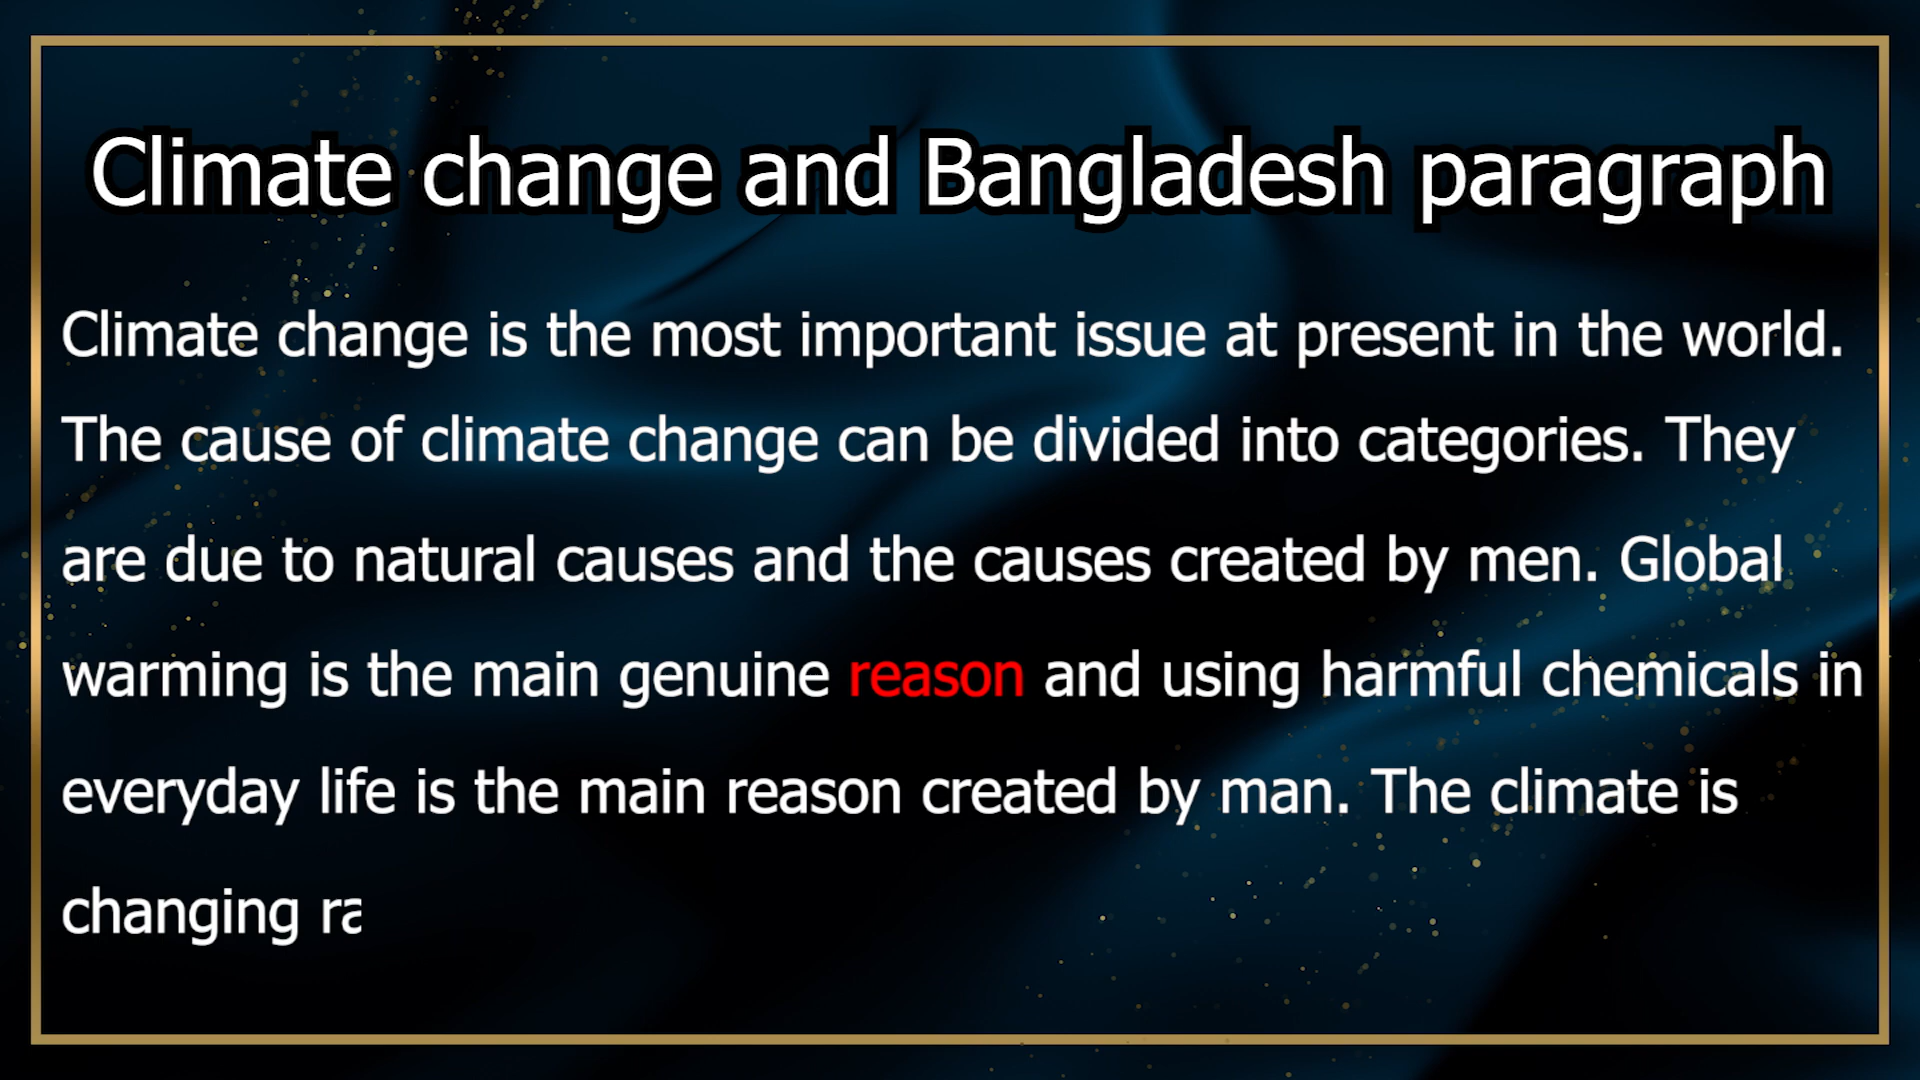 Climate change and Bangladesh paragraph
Climate change is the most important issue at present in the world.
The cause of climate change can be divided into categories. They
are due to natural causes and the causes created by men. Global
warming is the main genuine reason and using harmful chemicals in
everyday life is the main reason created by man. The climate is
changing ra